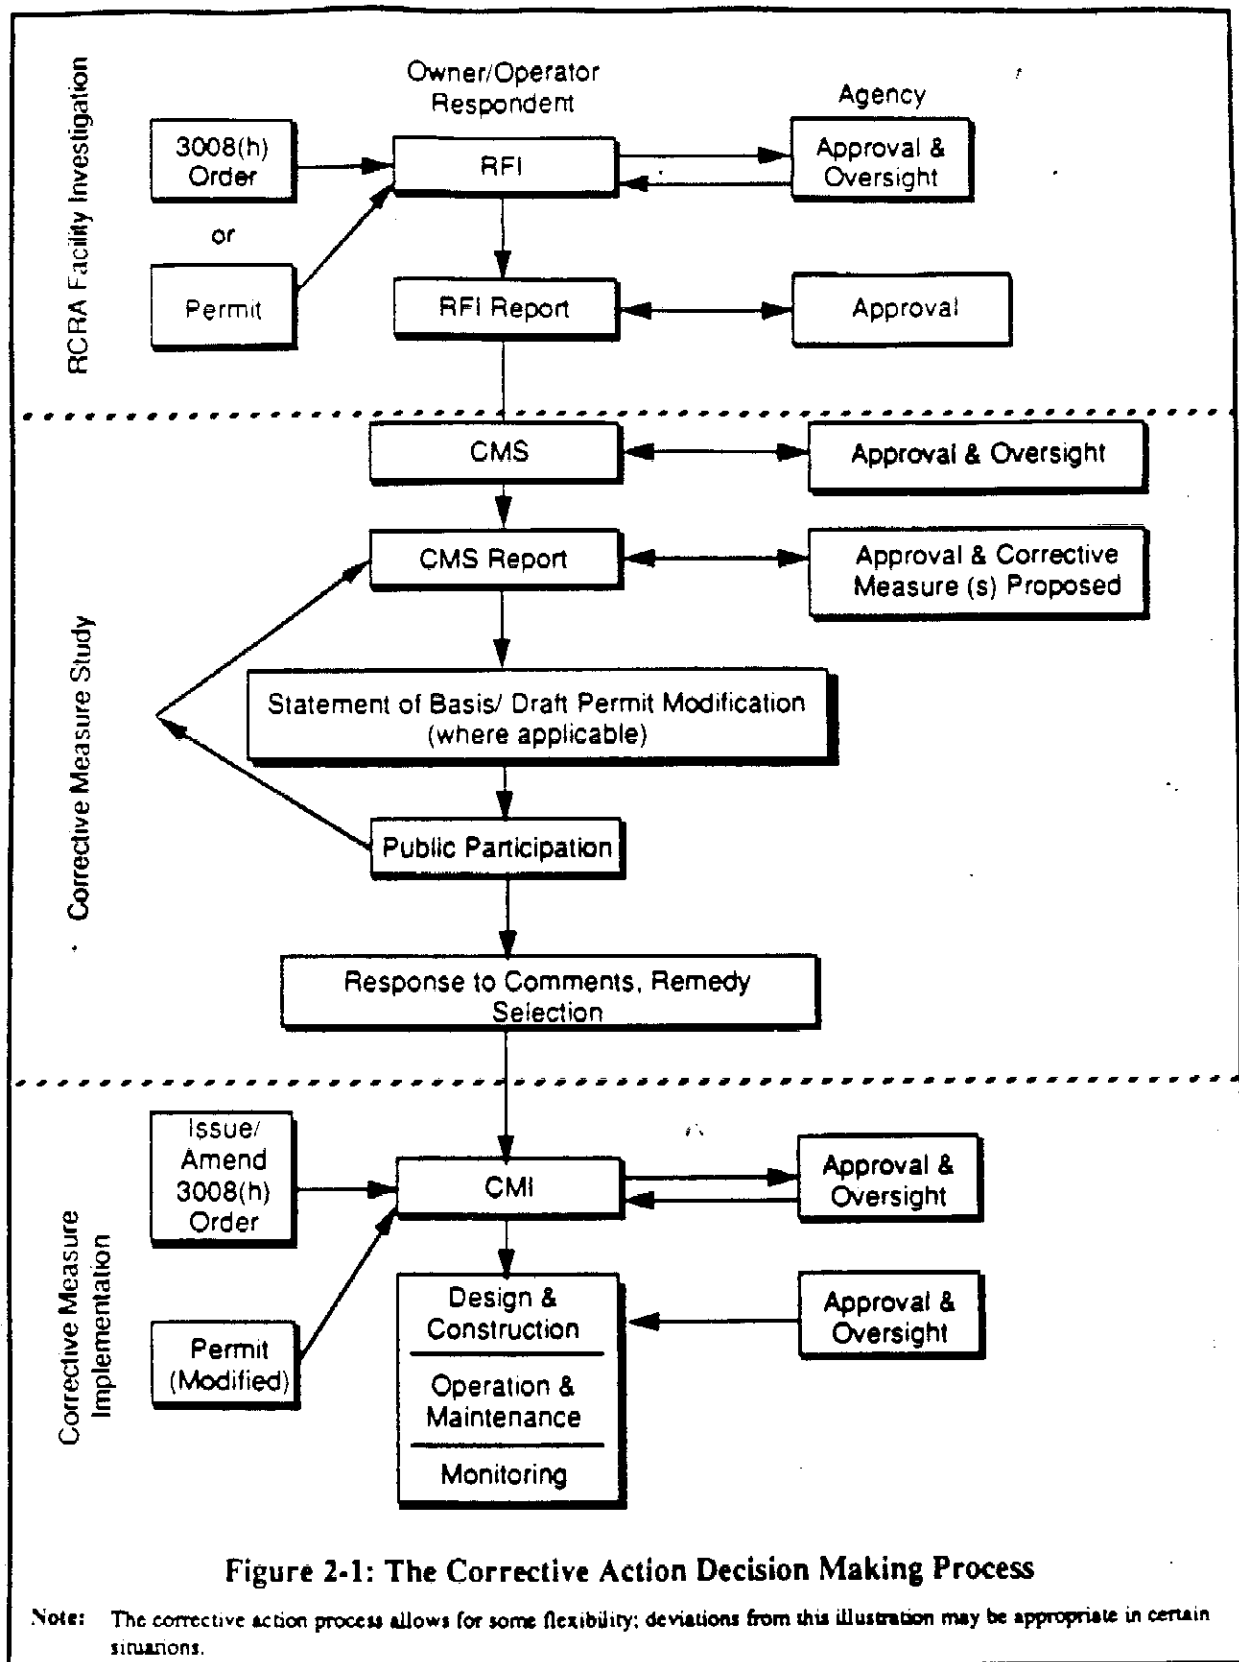 RCRA Facility Investigation
Owner/Operator
Respondent
Agency
3008(h)
Order
or
Permit
RFI
Approval &
Oversight
RFI Report
Approval
Corrective Measure Study
CMS
Approval & Oversight
CMS Report
Approval & Corrective
Measure (s) Proposed
Statement of Basis/ Draft Permit Modification
(where applicable)
Public Participation
Response to Comments, Remedy
Selection
Corrective Measure
Implementation
Issue/
Amend
3008(h)
Order
Permit
(Modified)
CMI
Approval &
Oversight
Design &
Construction
Operation &
Maintenance
Monitoring
Approval &
Oversight
Figure 2-1: The Corrective Action Decision Making Process
Note: The corrective action process allows for some flexibility; deviations from this illustration may be appropriate in certain
situations.